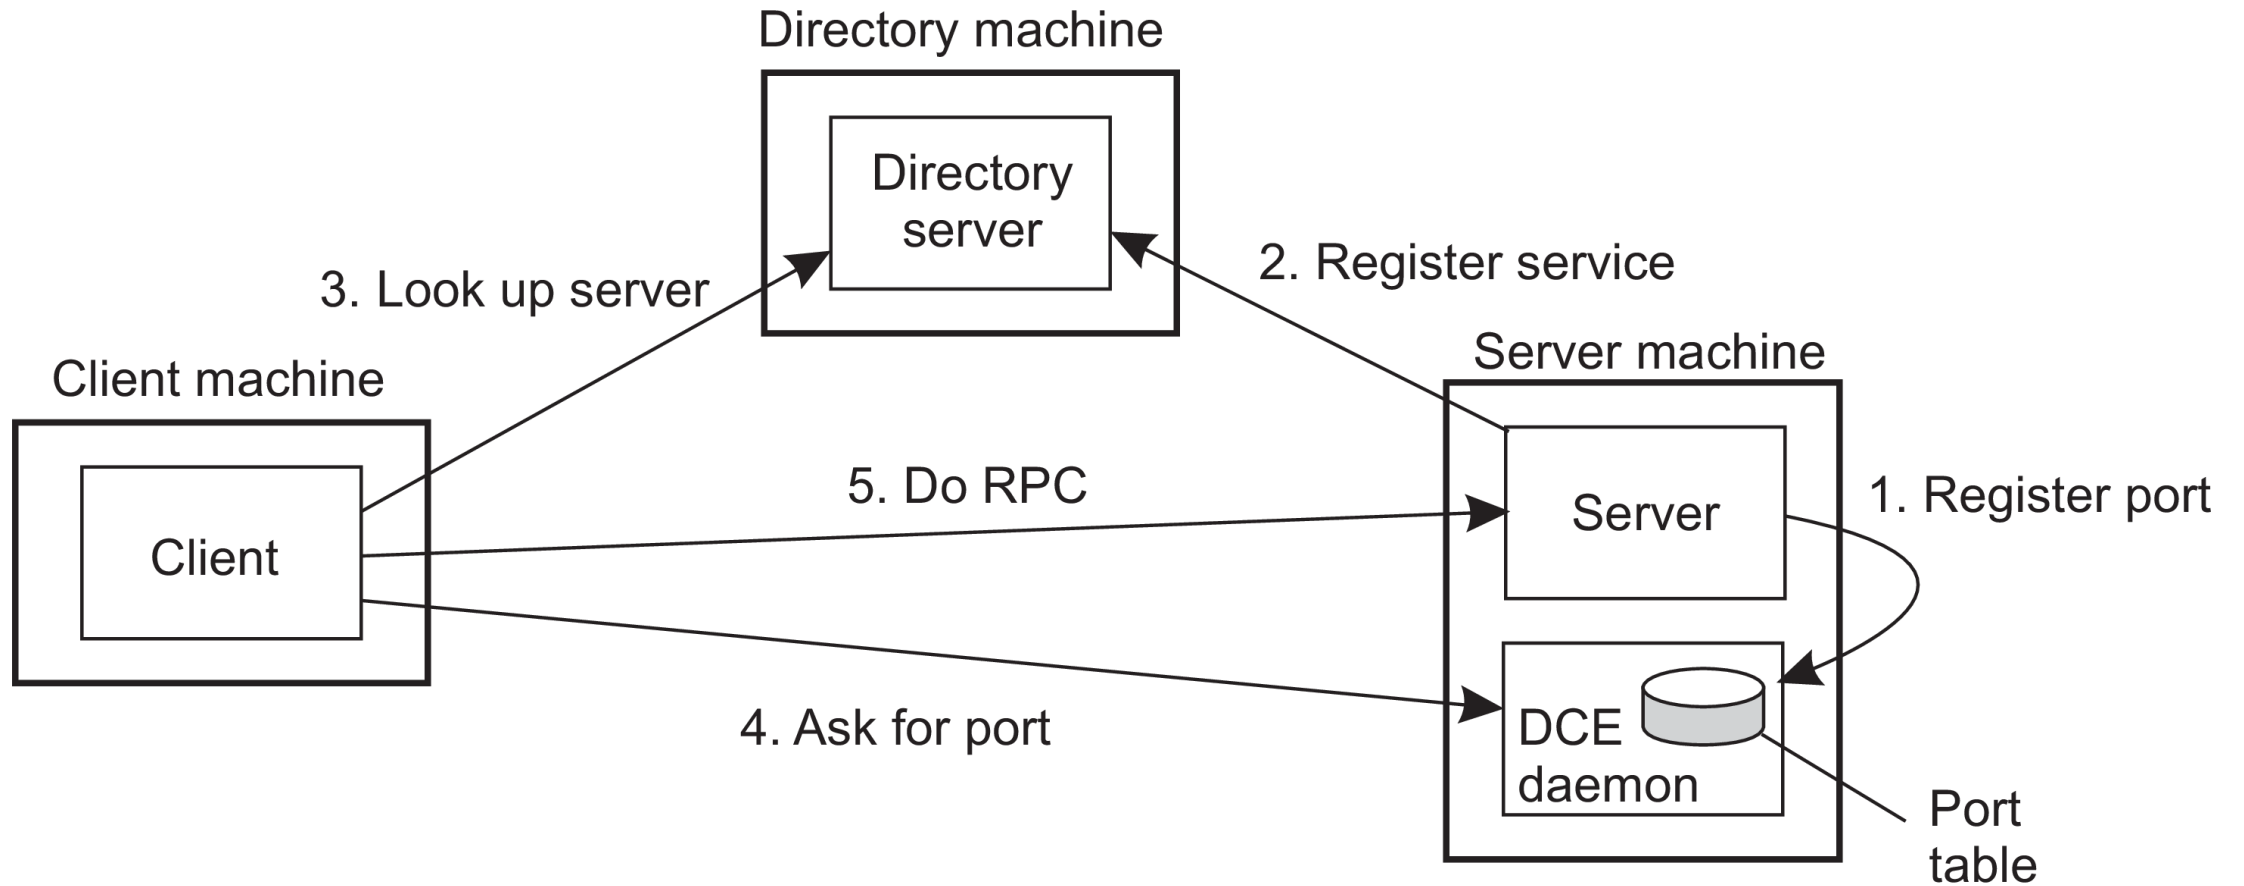 Directory machine
Directory
server
3. Look up server
2. Register service
Client machine
Server machine
Client
5. Do RPC
Server
1. Register port
4. Ask for port
DCE
daemon
Port
table